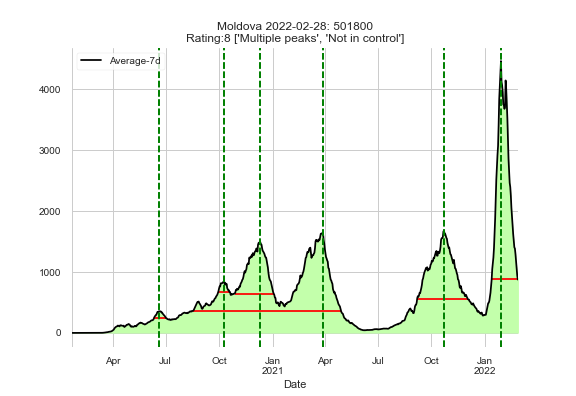 Moldova 2022-02-28: 501800
Rating:8 ['Multiple peaks', 'Not in control']
Average-7d
4000
3000
2000
1000
0
Apr Jul Oct Jan Apr Jul Oct Jan
2021 2022
Date